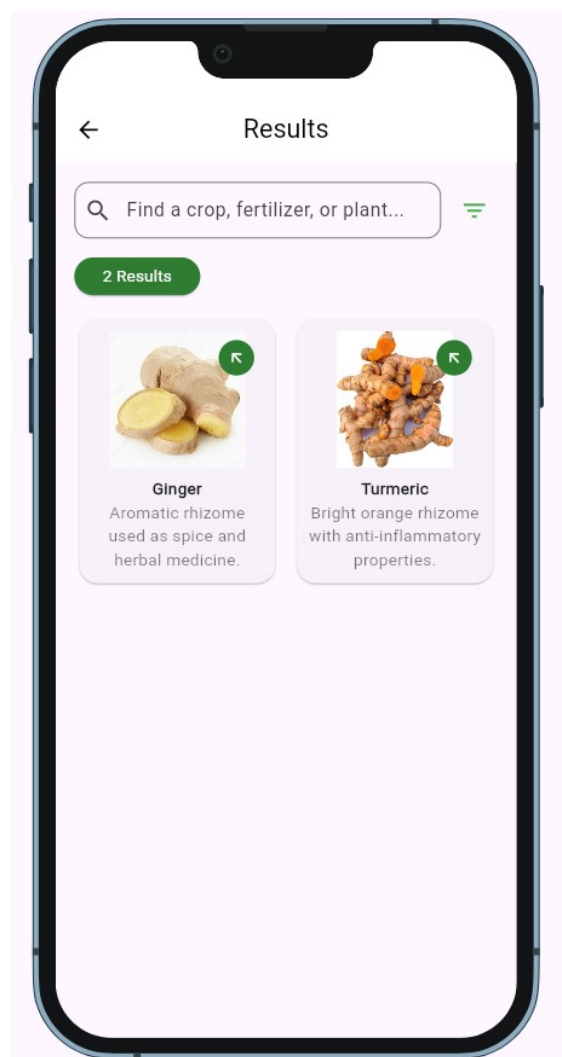 Results
Find a crop, fertilizer, or plant...
2 Results
Ginger
Aromatic rhizome
used as spice and
herbal medicine.
Turmeric
Bright orange rhizome
with anti-inflammatory
properties.